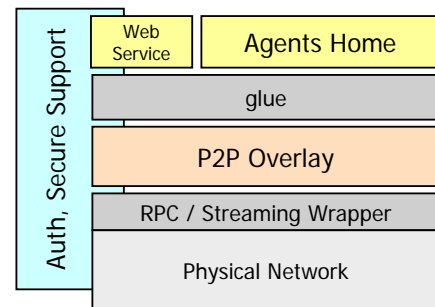 Auth, Secure Support
Web
Service
Agents Home
glue
P2P Overlay
RPC / Streaming Wrapper
Physical Network